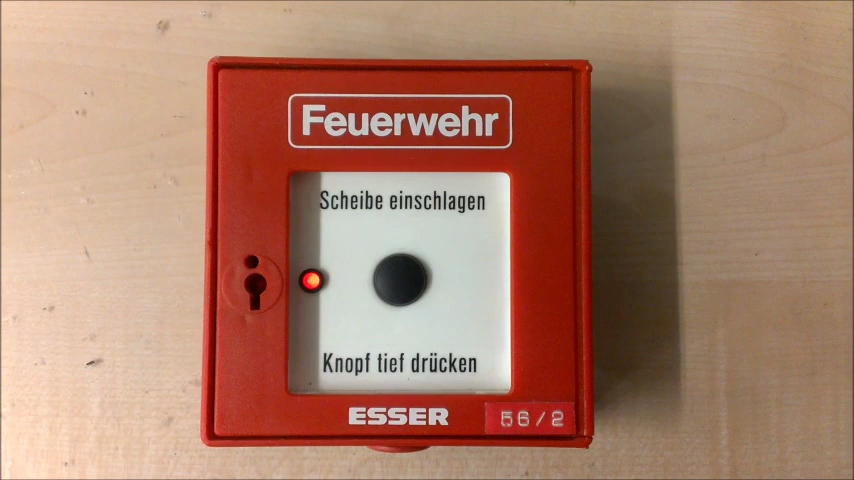 Feuerwehr
Scheibe einschlagen
Knopf tief drücken
ESSER
56/2